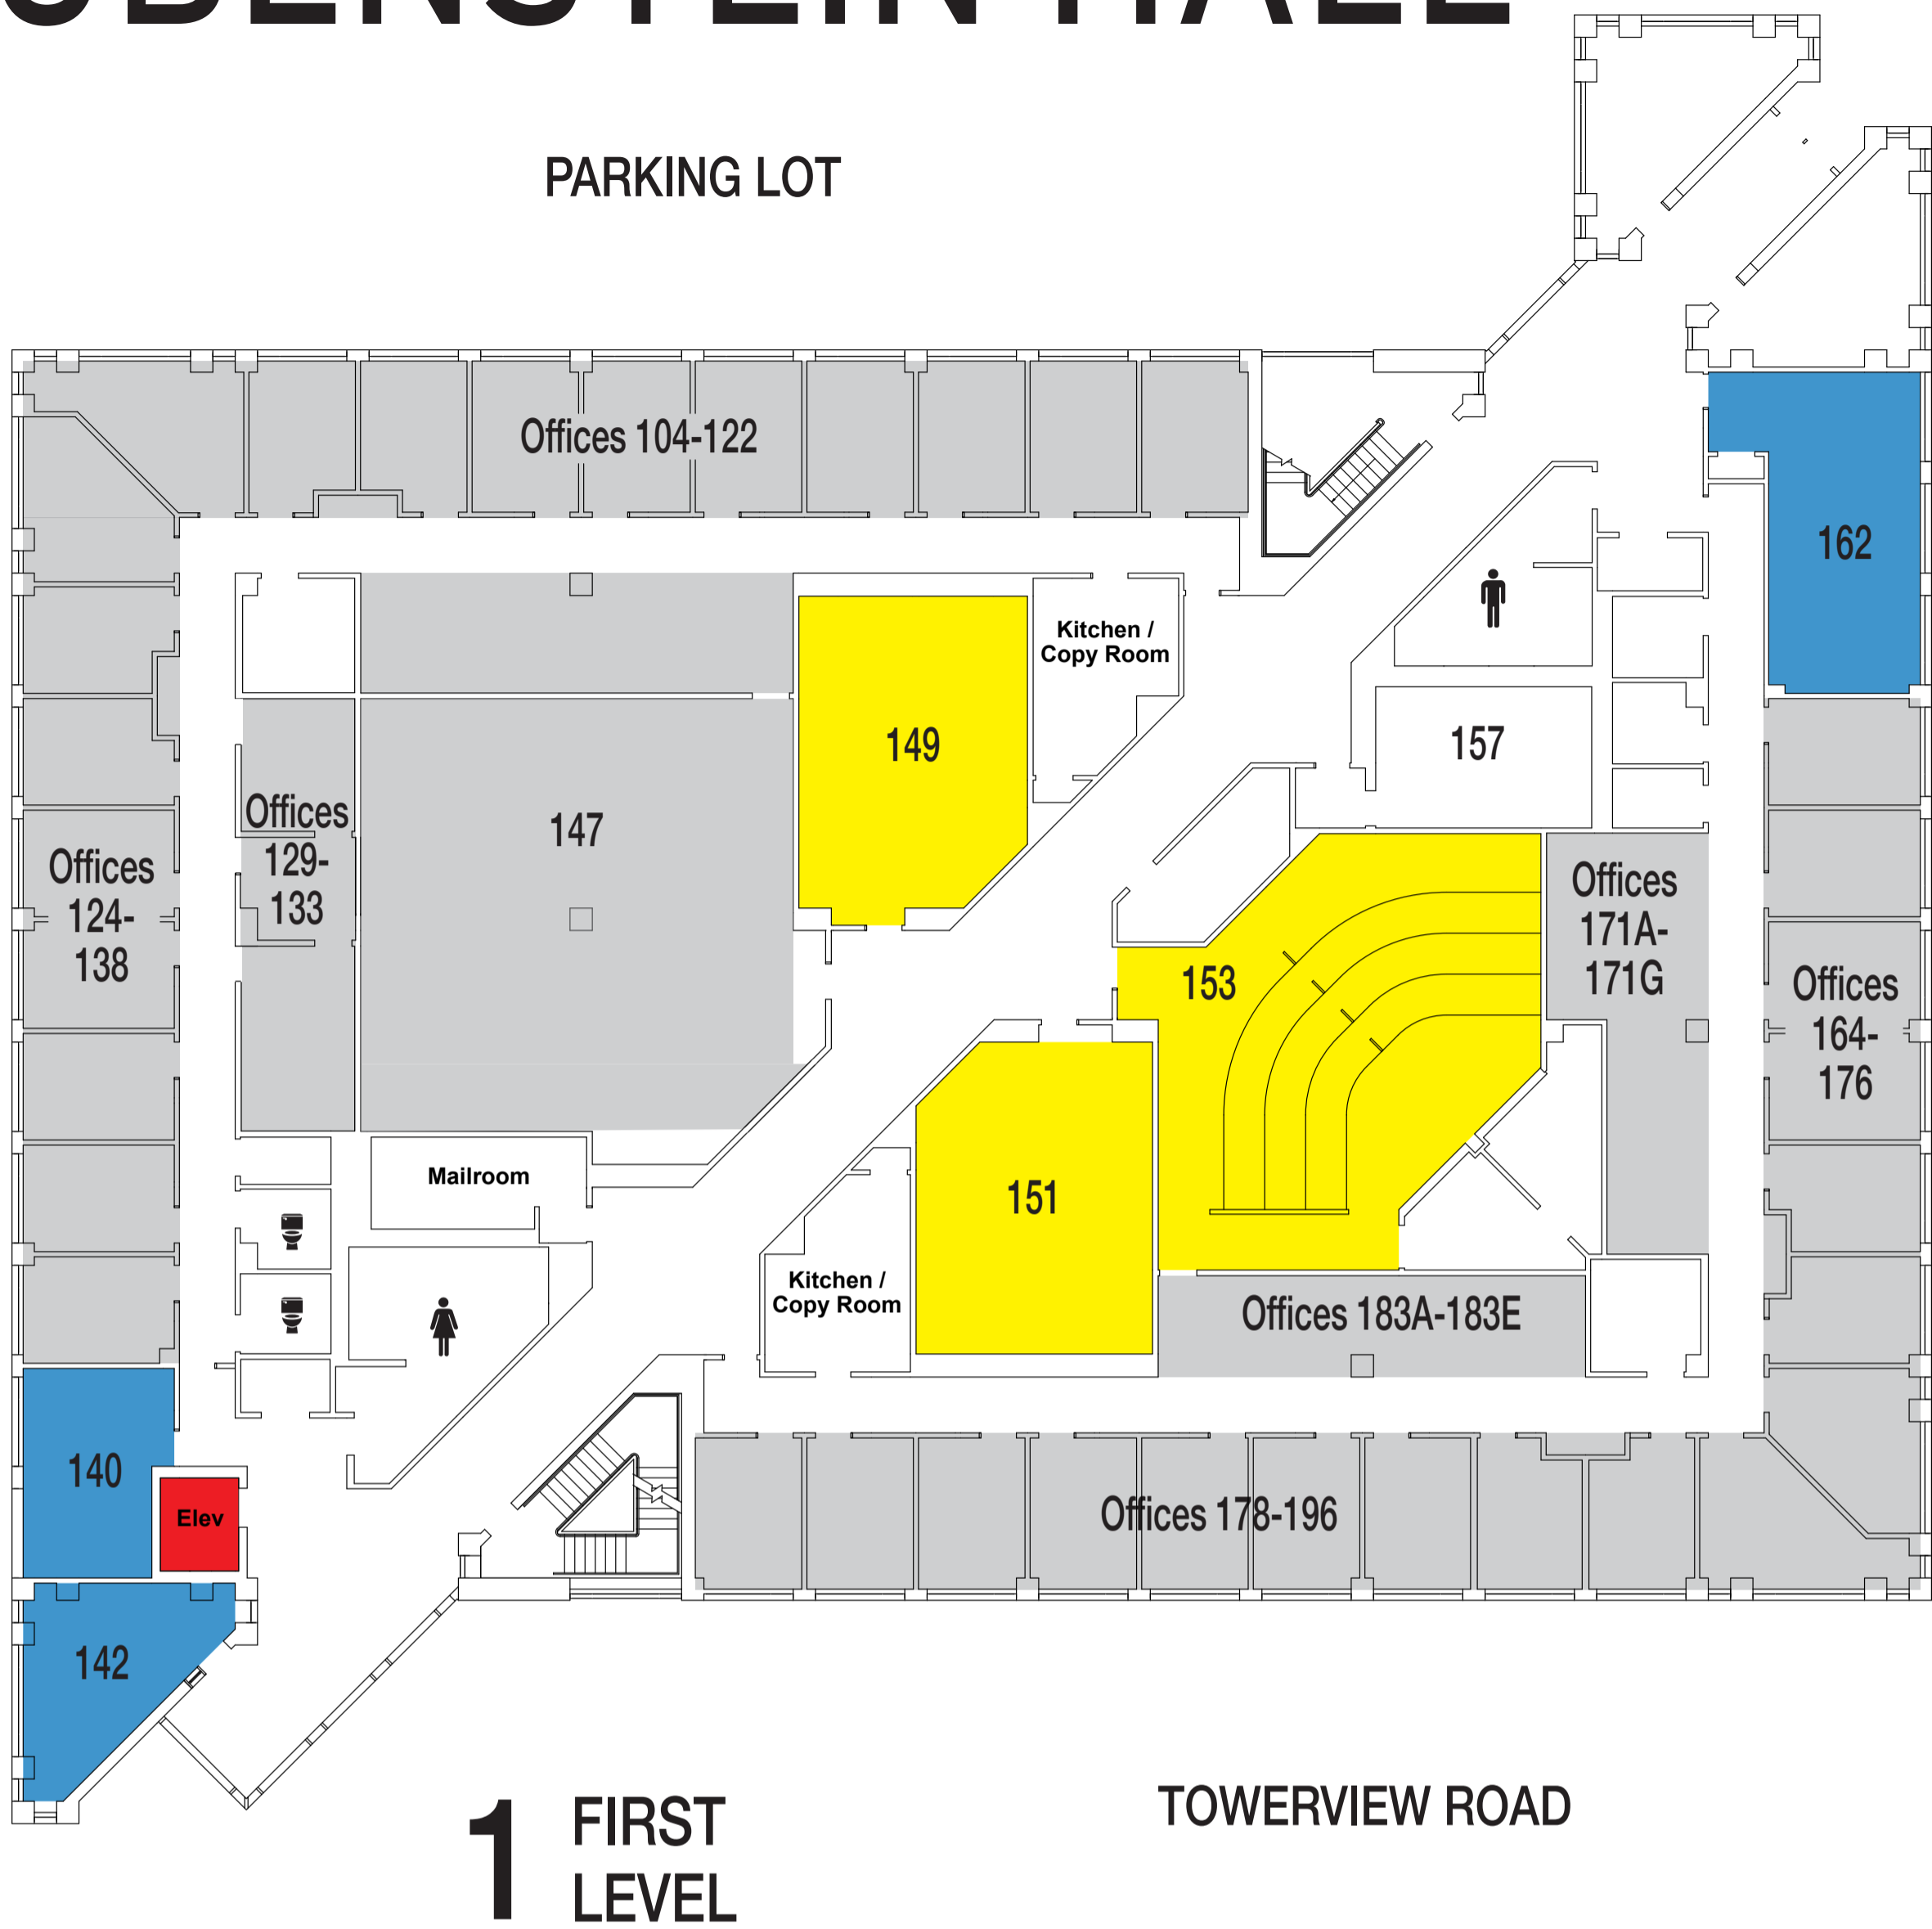 PARKING LOT
Offices 104-122
162
Kitchen /
Copy Room
149
157
147
Offices
129-
133
Offices
124-
138
Offices
171A-
171G
153
Offices
164-
176
Mailroom
151
Kitchen /
Copy Room
Offices 183A-183E
140
Elev
Offices 178-196
142
1 FIRST
LEVEL
TOWERVIEW ROAD